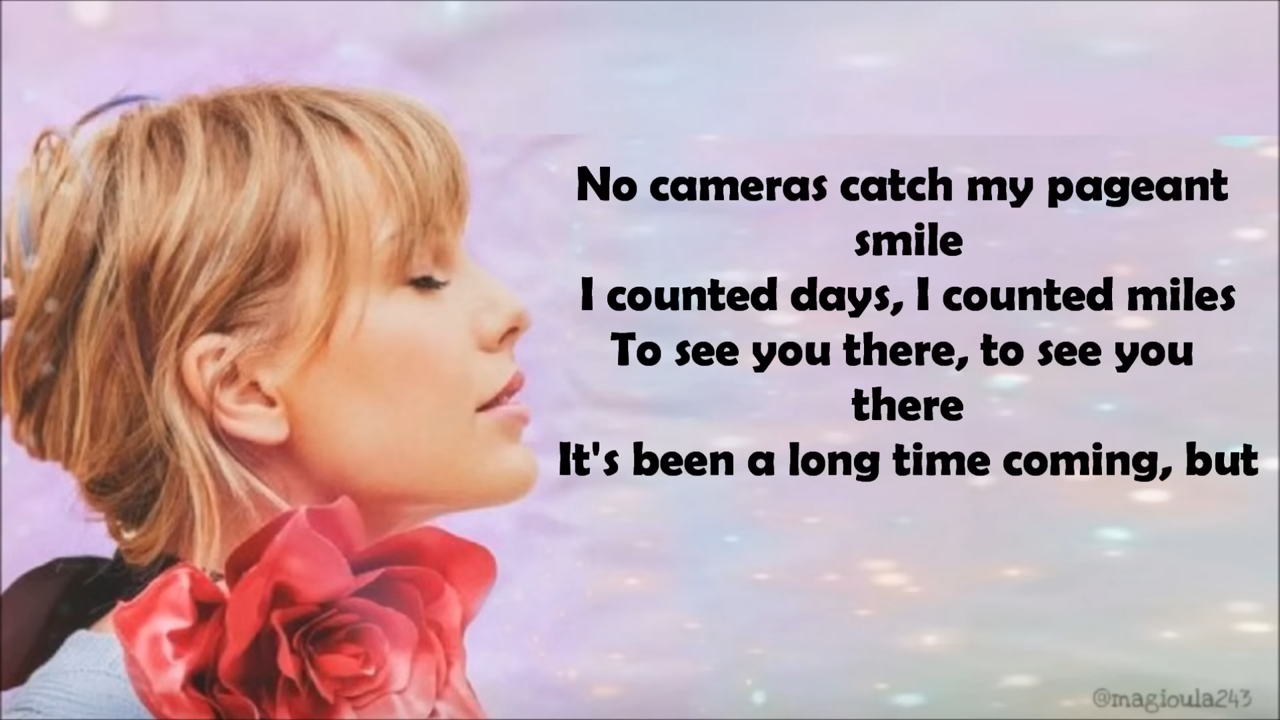 No cameras catch my pageant
smile
I counted days, I counted miles
To see you there, to see you
there
It's been a long time coming, but
@magioula243